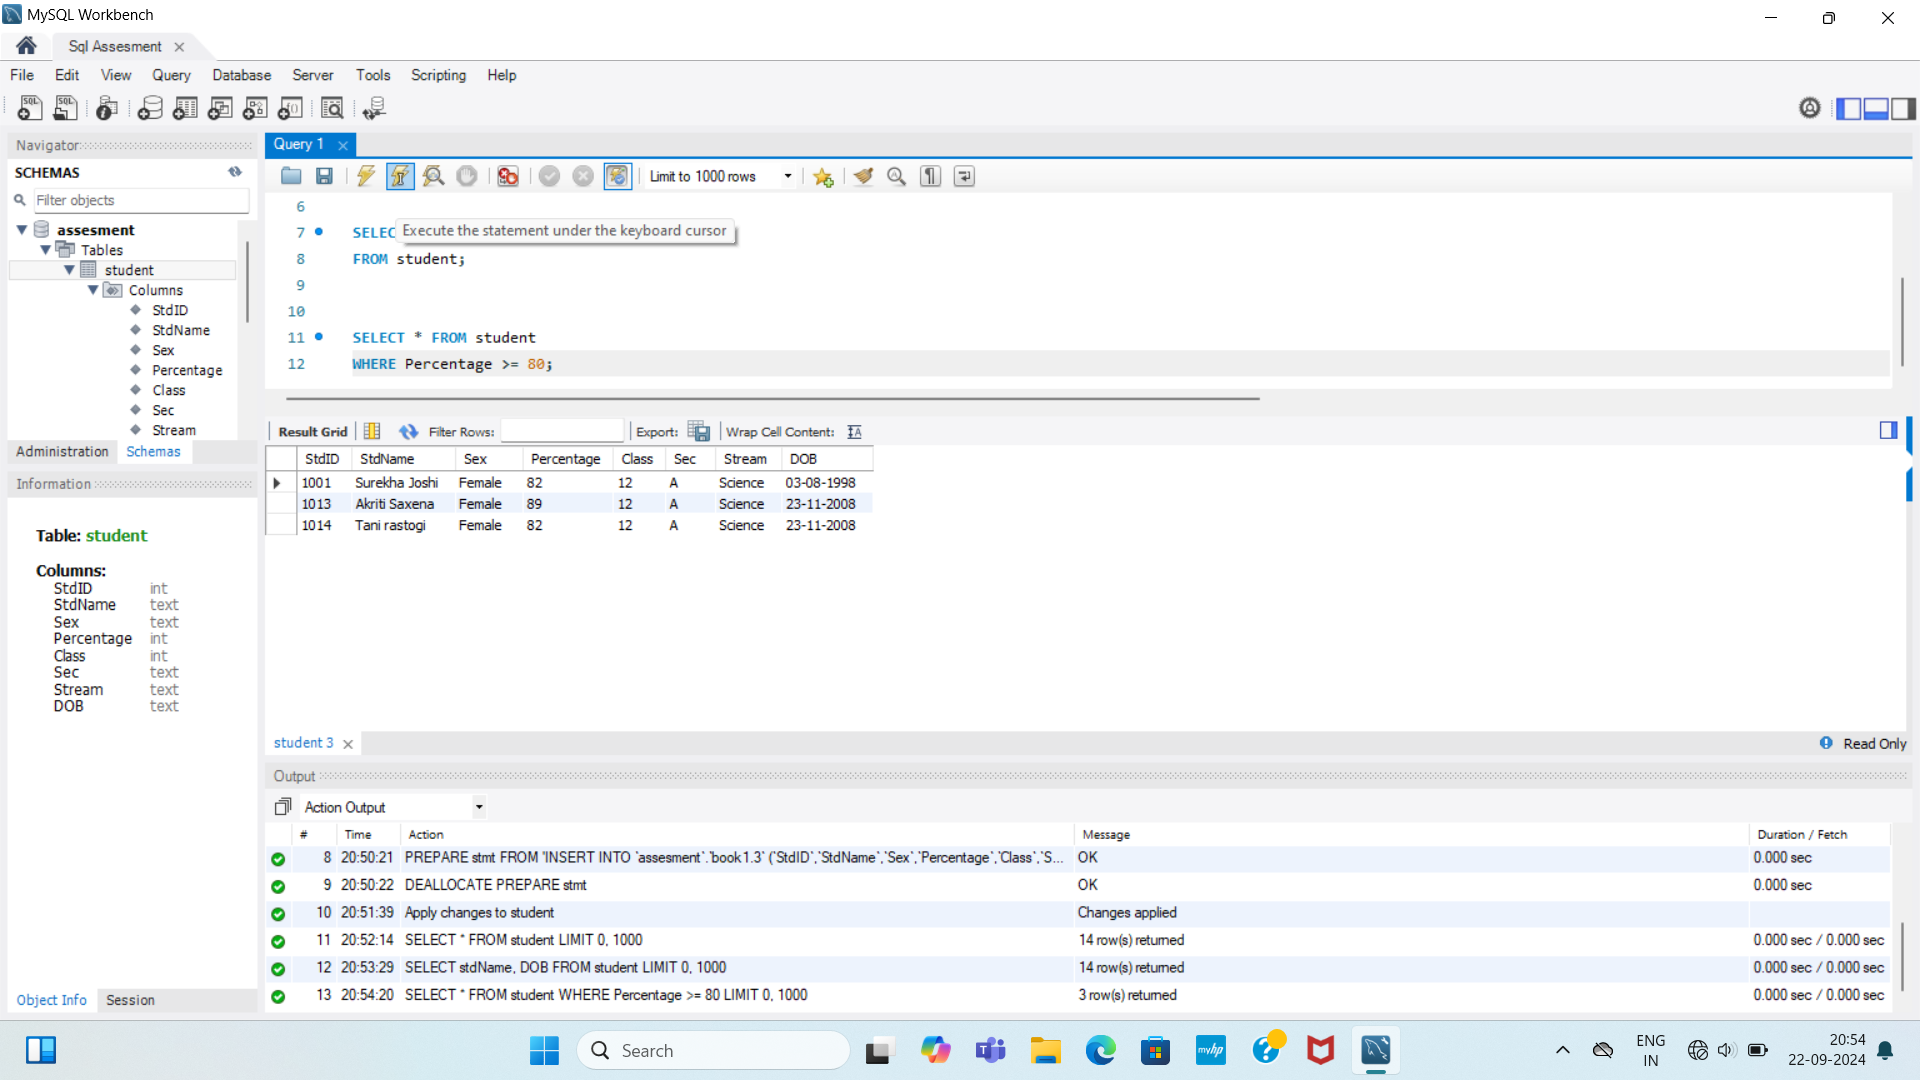 MySQL Workbench
Sql Assesment
File Edit View Query Database Server Tools Scripting Help
Navigator
SCHEMAS
Filter objects
assesment
Tables
student
Columns
StdID
StdName
Sex
Percentage
Class
Sec
Stream
Administration Schemas
Information
Table: student
Columns:
StdID int
StdName text
Sex text
Percentage int
Class int
Sec text
Stream text
DOB text
Object Info Session
Query 1
Limit to 1000 rows
6
7 SELEC
Execute the statement under the keyboard cursor
8 FROM student;
9
10
11 SELECT * FROM student
12 WHERE Percentage >= 80;
Result Grid Filter Rows: Export: Wrap Cell Content:
StdID StdName Sex Percentage Class Sec Stream DOB
1001 Surekha Joshi Female 82 12 A Science 03-08-1998
1013 Akriti Saxena Female 89 12 A Science 23-11-2008
1014 Tani rastogi Female 82 12 A Science 23-11-2008
student 3
Read Only
Output
Action Output
# Time Action Message Duration / Fetch
8 20:50:21 PREPARE stmt FROM 'INSERT INTO `assesment`.`book1.3` (`StdID`,`StdName`,`Sex`,`Percentage`,`Class`,`S... OK 0.000 sec
9 20:50:22 DEALLOCATE PREPARE stmt OK 0.000 sec
10 20:51:39 Apply changes to student Changes applied
11 20:52:14 SELECT * FROM student LIMIT 0, 1000 14 row(s) returned 0.000 sec / 0.000 sec
12 20:53:29 SELECT stdName, DOB FROM student LIMIT 0, 1000 14 row(s) returned 0.000 sec / 0.000 sec
13 20:54:20 SELECT * FROM student WHERE Percentage >= 80 LIMIT 0, 1000 3 row(s) returned 0.000 sec / 0.000 sec
Search
myhp
ENG
IN
20:54
22-09-2024